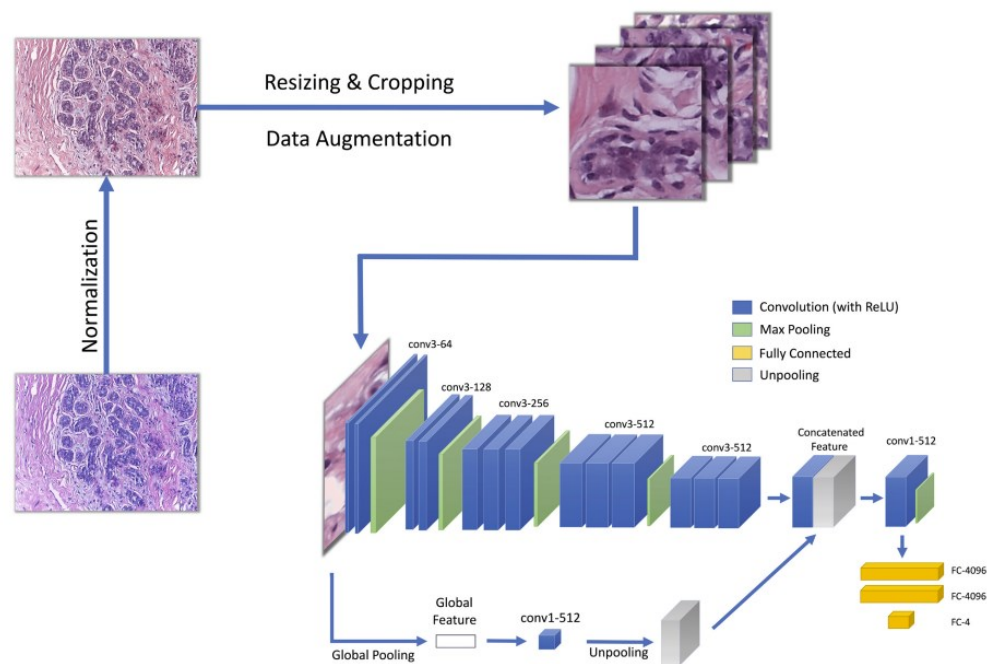 Resizing & Cropping
Data Augmentation
Normalization
Convolution (with ReLU)
Max Pooling
Fully Connected
Unpooling
conv3-64
conv3-128
conv3-256
conv3-512
conv3-512
Concatenated
Feature
conv1-512
FC-4096
FC-4096
FC-4
Global
Feature
conv1-512
Global Pooling
Unpooling